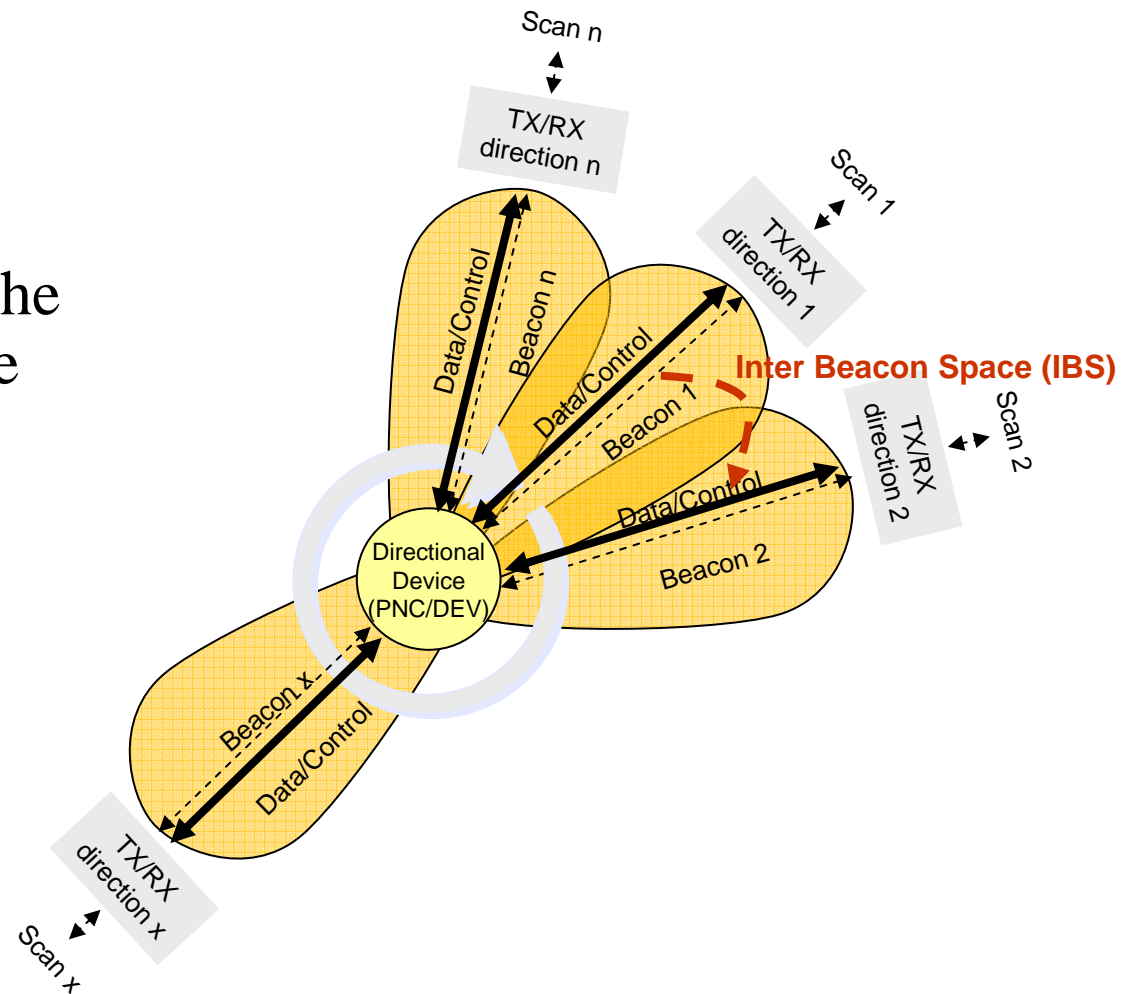 Scan n
TX/RX
direction n
Scan 1
TX/RX
direction 1
he
e
Data/Control
Beacon n
Data/Control
Beacon 1
Inter Beacon Space (IBS)
Scan 2
TX/RX
direction 2
Data/Control
Beacon 2
Directional
Device
(PNC/DEV)
Beacon x
Data/Control
TX/RX
direction x
Scan x